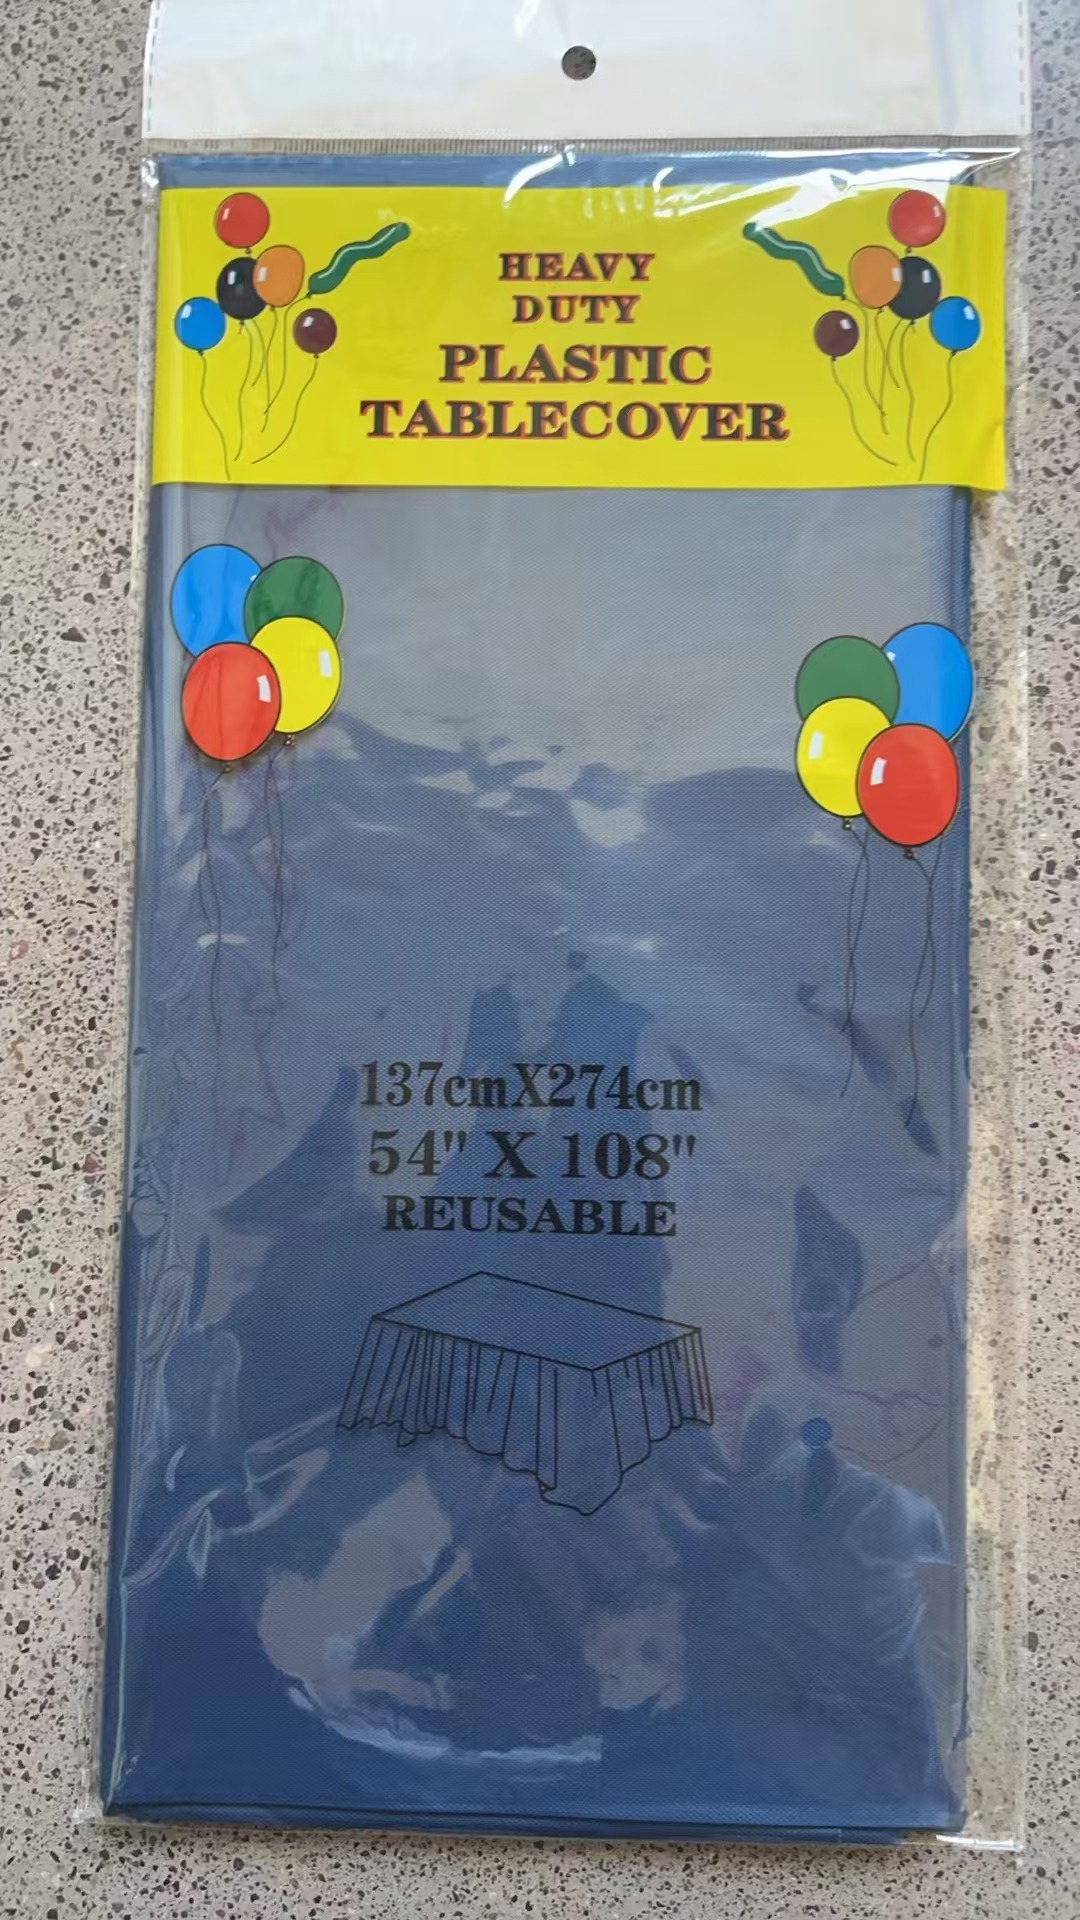 HEAVY
DUTY
PLASTIC
TABLECOVER
137cmX274cm
54" X 108"
REUSABLE